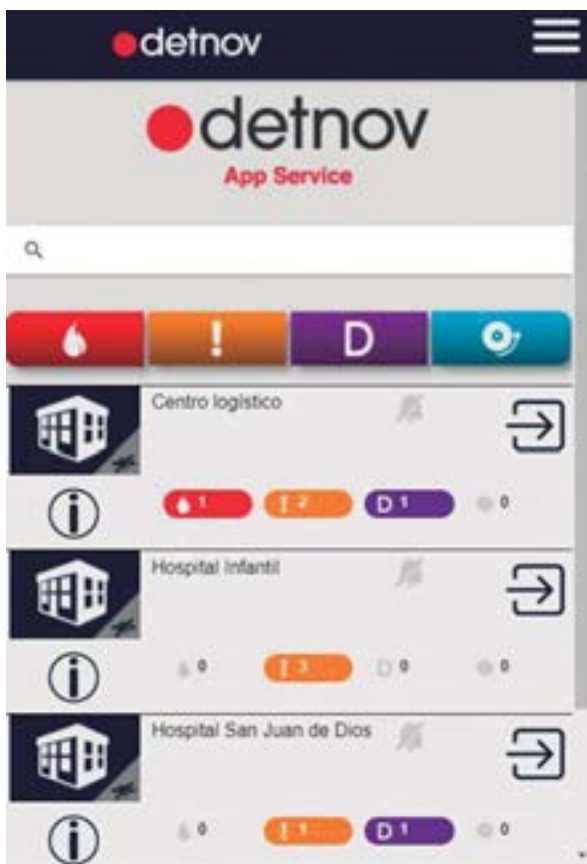 detnov
detnov
App Service
! D
Centro logístico
1 ! 2 D 1 0
Hospital Infantil
0 ! 3 D 0 0
Hospital San Juan de Dios
0 ! 1 D 1 0